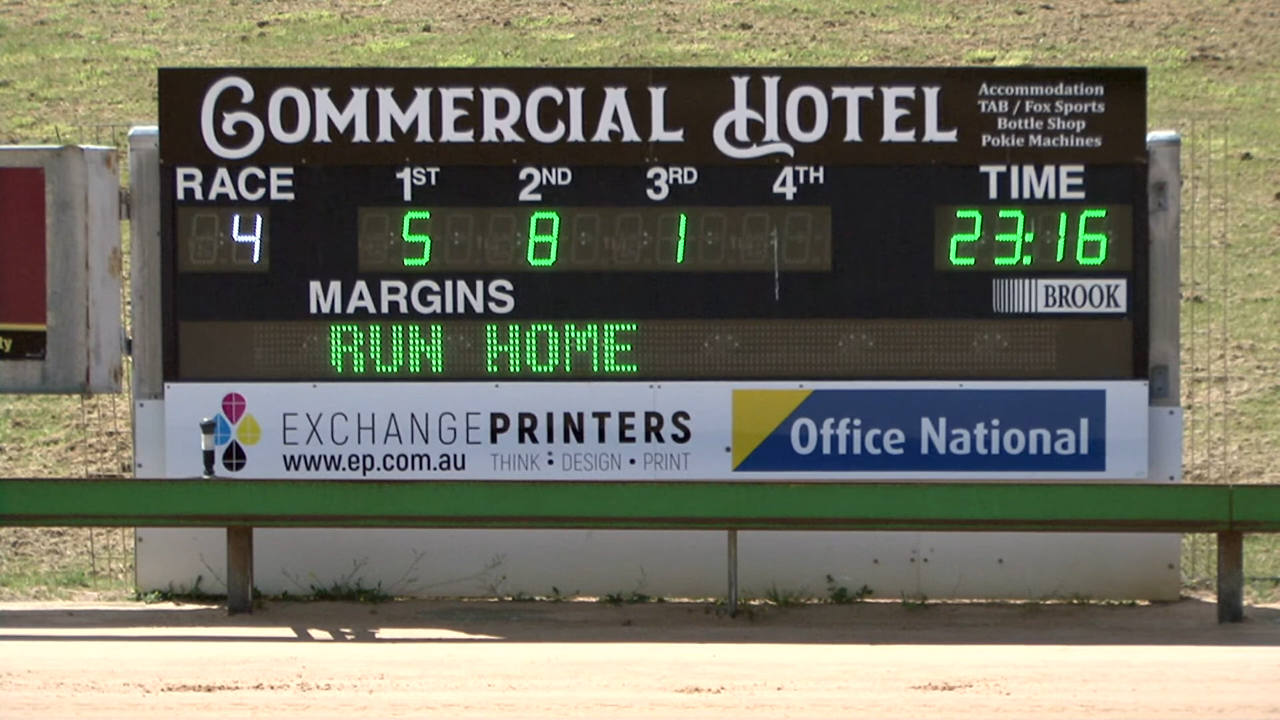 COMMERCIAL HOTEL
Accommodation
TAB / Fox Sports
Bottle Shop
Pokie Machines
RACE 1ST 2ND 3RD 4TH TIME
4 5 8 1 23:16
MARGINS
BROOK
RUN HOME
EXCHANGEPRINTERS
www.ep.com.au THINK • DESIGN • PRINT
Office National